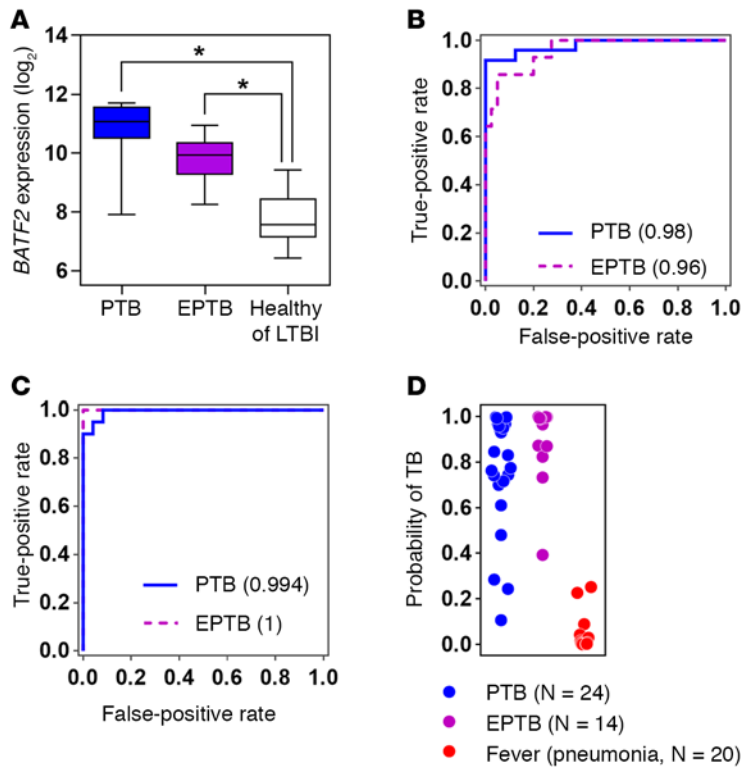 A
BATF2 expression (log2)
14
12
10
8
6
*
*
PTB
EPTB
Healthy
of LTBI
B
True-positive rate
1.0
0.8
0.6
0.4
0.2
0.0
PTB (0.98)
EPTB (0.96)
0.0 0.2 0.4 0.6 0.8 1.0
False-positive rate
C
True-positive rate
1.0
0.8
0.6
0.4
0.2
0.0
PTB (0.994)
EPTB (1)
0.0 0.2 0.4 0.6 0.8 1.0
False-positive rate
D
Probability of TB
1.0
0.8
0.6
0.4
0.2
0.0
PTB (N = 24)
EPTB (N = 14)
Fever (pneumonia, N = 20)